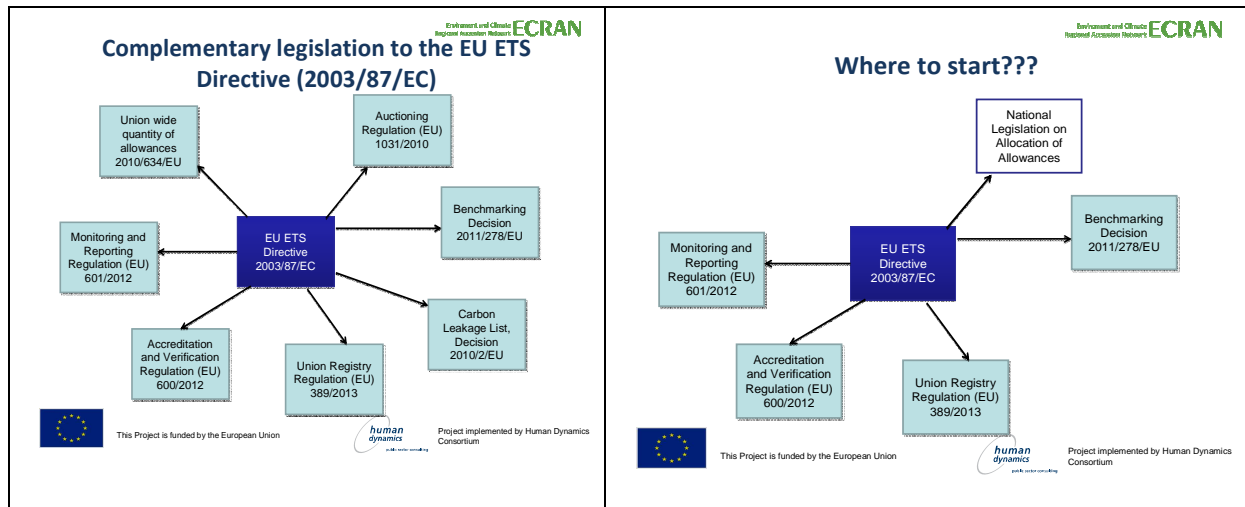 Environment and Climate
Regional Accession Network ECRAN
Complementary legislation to the EU ETS
Directive (2003/87/EC)
Union wide
quantity of
allowances
2010/634/EU
Auctioning
Regulation (EU)
1031/2010
Benchmarking
Decision
2011/278/EU
EU ETS
Directive
2003/87/EC
Monitoring and
Reporting
Regulation (EU)
601/2012
Carbon
Leakage List,
Decision
2010/2/EU
Accreditation
and Verification
Regulation (EU)
600/2012
Union Registry
Regulation (EU)
389/2013
This Project is funded by the European Union
human
dynamics
public sector consulting
Project implemented by Human Dynamics
Consortium
Environment and Climate
Regional Accession Network ECRAN
Where to start???
National
Legislation on
Allocation of
Allowances
Benchmarking
Decision
2011/278/EU
EU ETS
Directive
2003/87/EC
Monitoring and
Reporting
Regulation (EU)
601/2012
Accreditation
and Verification
Regulation (EU)
600/2012
Union Registry
Regulation (EU)
389/2013
This Project is funded by the European Union
human
dynamics
public sector consulting
Project implemented by Human Dynamics
Consortium